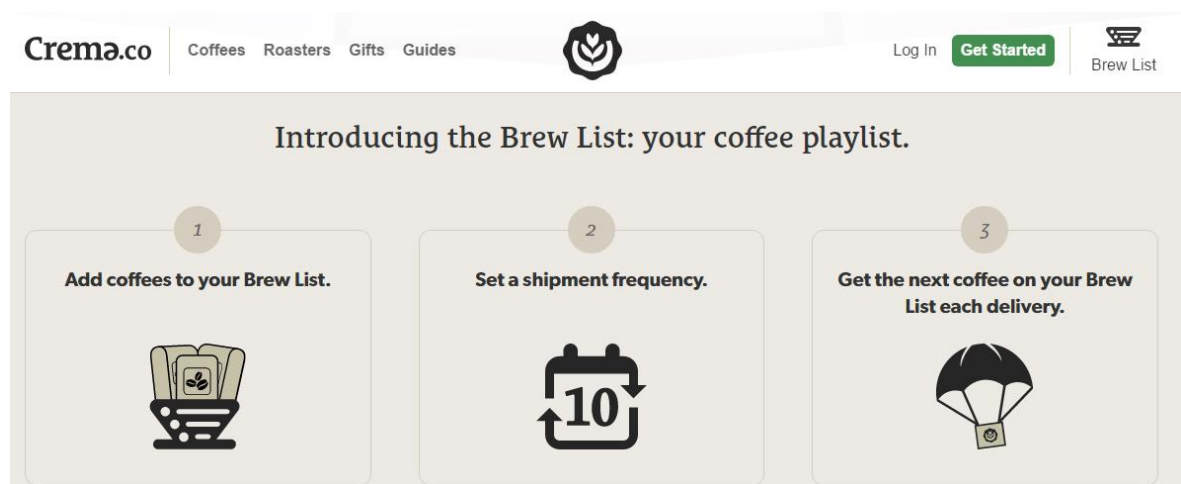 Crema.co
Coffees Roasters Gifts Guides
Log In Get Started
Brew List
Introducing the Brew List: your coffee playlist.
1
Add coffees to your Brew List.
2
Set a shipment frequency.
10
3
Get the next coffee on your Brew
List each delivery.